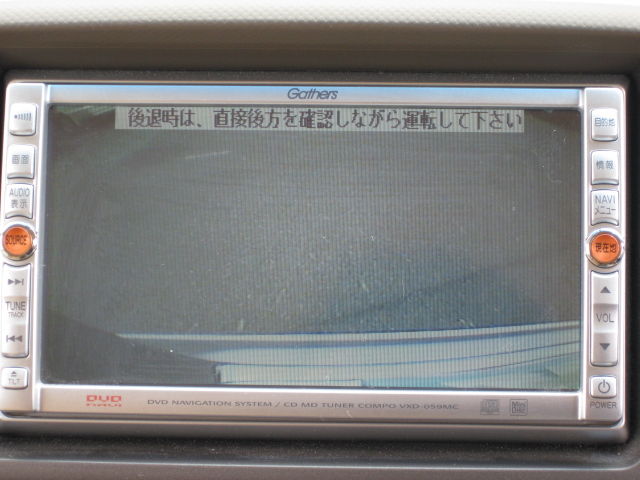 Gathers
後退時は、直接後方を確認しながら運転して下さい
画面
AUDIO
表示
SOURCE
TUNE
TRACK
TILT
目的地
情報
NAVI
メニュー
現在地
VOL
POWER
DVD
NAVI
DVD NAVIGATION SYSTEM / CD MD TUNER COMPO VXD-059MC